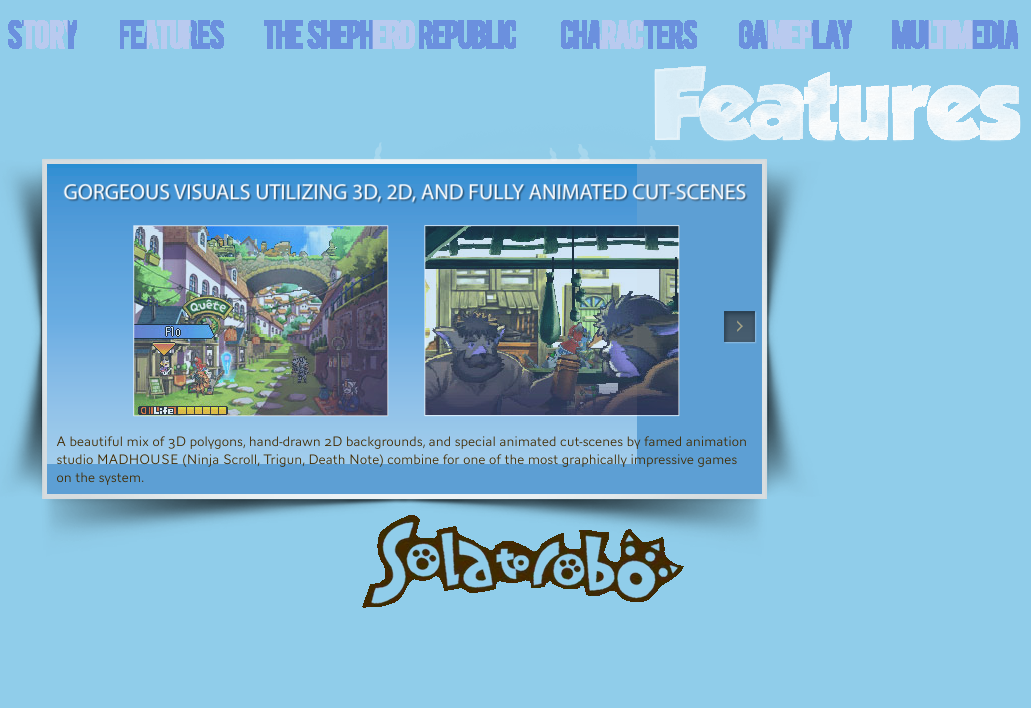 STORY FEATURES THE SHEPHERD REPUBLIC CHARACTERS GAMEPLAY MULTIMEDIA
Features
GORGEOUS VISUALS UTILIZING 3D, 2D, AND FULLY ANIMATED CUT-SCENES
Quête
Flo
Life
A beautiful mix of 3D polygons, hand-drawn 2D backgrounds, and special animated cut-scenes by famed animation
studio MADHOUSE (Ninja Scroll, Trigun, Death Note) combine for one of the most graphically impressive games
on the system.
Solatorobo